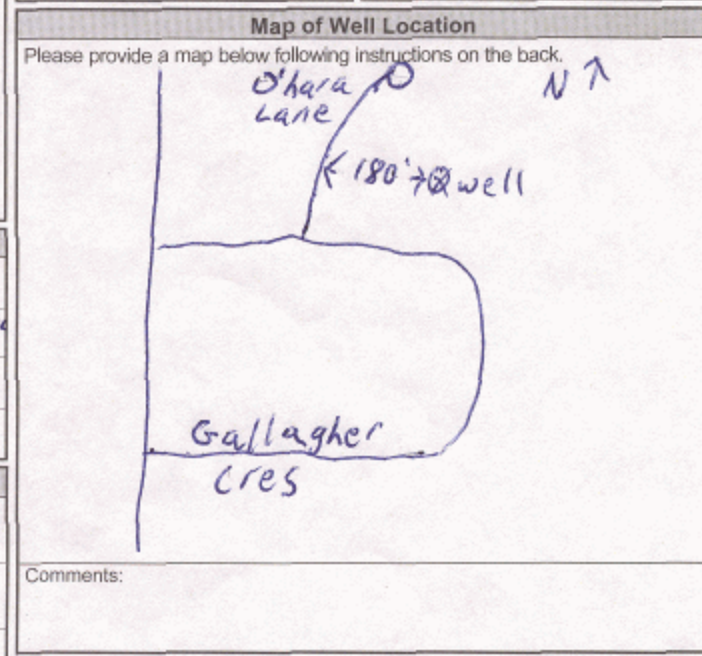 Map of Well Location
Please provide a map below following instructions on the back.
O'hara
Lane
N
180'
well
Gallagher
Cres
Comments: